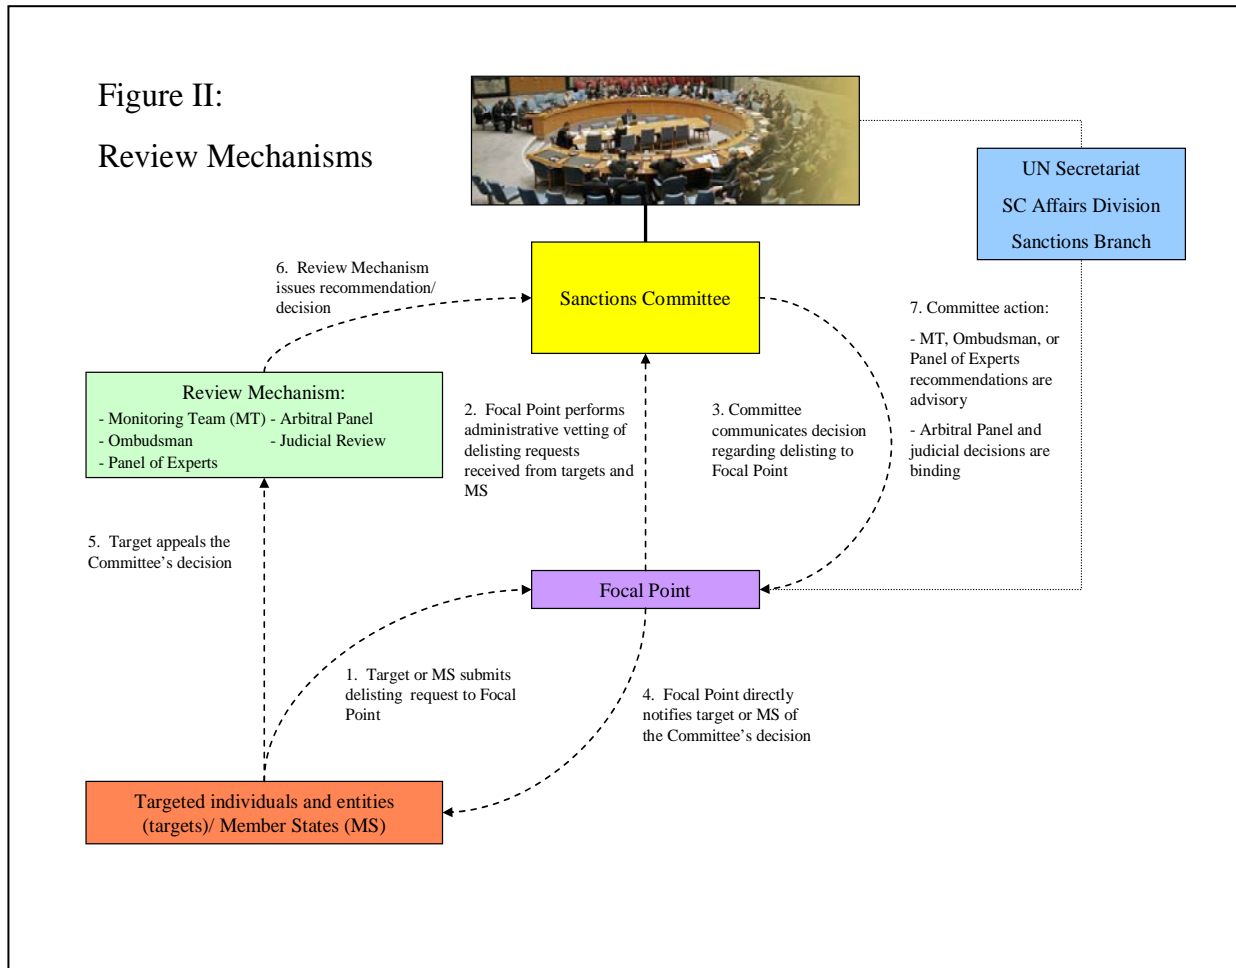 Figure II:
Review Mechanisms
UN Secretariat
SC Affairs Division
Sanctions Branch
6.  Review Mechanism
issues recommendation/
decision
Sanctions Committee
7. Committee action:
- MT, Ombudsman, or
Panel of Experts
recommendations are
advisory
- Arbitral Panel and
judicial decisions are
binding
Review Mechanism:
- Monitoring Team (MT) - Arbitral Panel
- Ombudsman - Judicial Review
- Panel of Experts
2.  Focal Point performs
administrative vetting of
delisting requests
received from targets and
MS
3. Committee
communicates decision
regarding delisting to
Focal Point
5.  Target appeals the
Committee's decision
Focal Point
1.  Target or MS submits
delisting  request to Focal
Point
4.  Focal Point directly
notifies target or MS of
the Committee's decision
Targeted individuals and entities
(targets)/ Member States (MS)